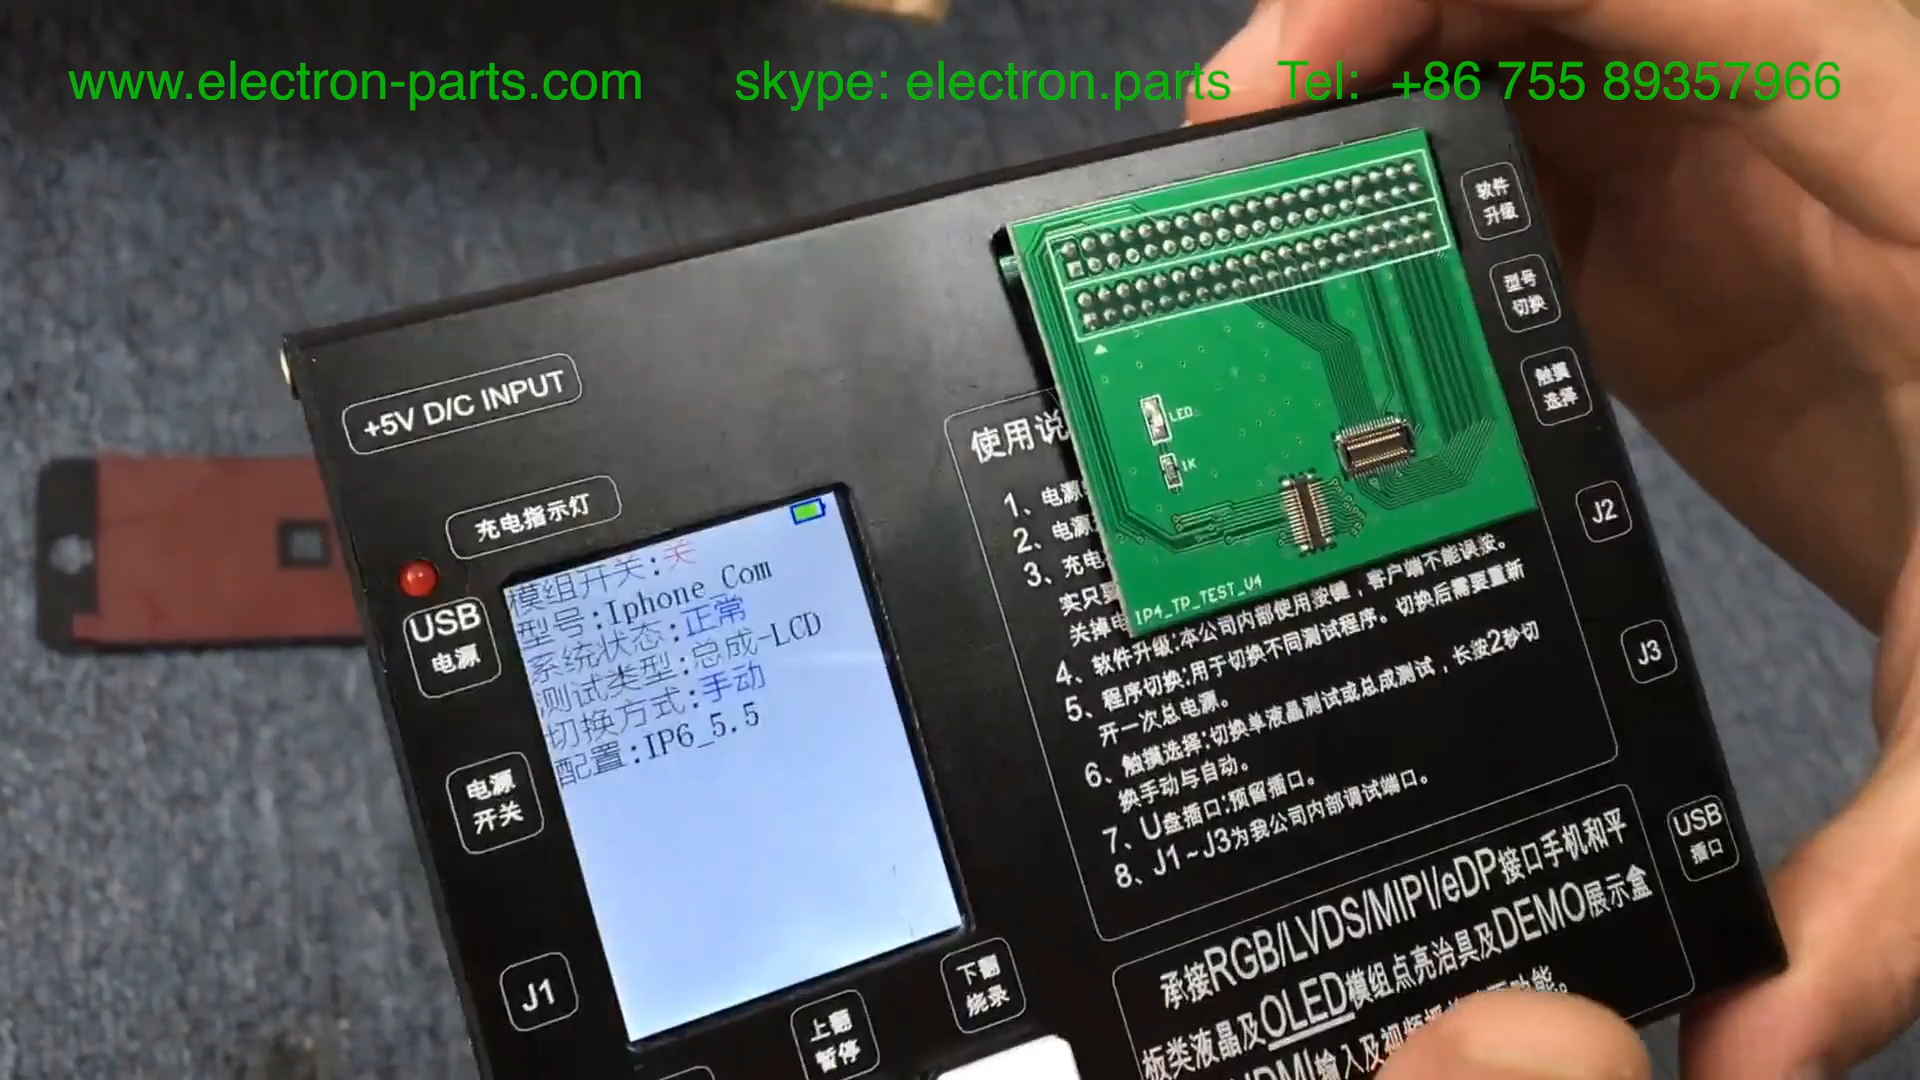 www.electron-parts.com skype: electron.parts Tel: +86 755 89357966
+5V D/C INPUT
充电指示灯
USB
电源
电源
开关
J1
模组开关:关
型号:Iphone_Com
系统状态:正常
测试类型:总成-LCD
切换方式:手动
配置:IP6_5.5
上翻
暂停
下翻
烧录
LED
1K
IP4_TP_TEST_V4
使用说
1、电源
2、电源
3、充电
实只要
关掉电
客户端不能误按。
4、软件升级:本公司内部使用按键，
5、程序切换:用于切换不同测试程序。切换后需要重新
开一次总电源。
6、触摸选择:切换单液晶测试或总成测试，长按2秒切
换手动与自动。
7、U盘插口:预留插口。
8、J1~J3为我公司内部调试端口。
承接RGB/LVDS/MIPI/eDP接口手机和平
板类液晶及OLED模组点亮治具及DEMO展示盒
软件
升级
型号
切换
触摸
选择
J2
J3
USB
插口